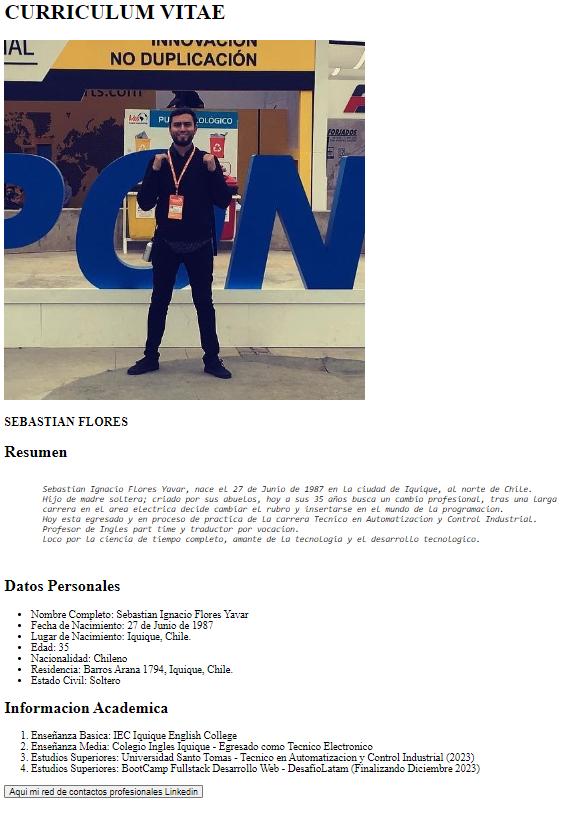 CURRICULUM VITAE
INNOVACIÓN
NO DUPLICACIÓN
rts.com
FORJADOS
SEBASTIAN FLORES
Resumen
Sebastian Ignacio Flores Yavar, nace el 27 de Junio de 1987 en la ciudad de Iquique, al norte de Chile.
Hijo de madre soltera; criado por sus abuelos, hoy a sus 35 años busca un cambio profesional, tras una larga
carrera en el area electrica decide cambiar el rubro y insertarse en el mundo de la programacion.
Hoy esta egresado y en proceso de practica de la carrera Tecnico en Automatizacion y Control Industrial.
Profesor de Ingles part time y traductor por vocacion.
Loco por la ciencia de tiempo completo, amante de la tecnologia y el desarrollo tecnologico.
Datos Personales
• Nombre Completo: Sebastian Ignacio Flores Yavar
• Fecha de Nacimiento: 27 de Junio de 1987
• Lugar de Nacimiento: Iquique, Chile.
• Edad: 35
• Nacionalidad: Chileno
• Residencia: Barros Arana 1794, Iquique, Chile.
• Estado Civil: Soltero
Informacion Academica
1. Enseñanza Basica: IEC Iquique English College
2. Enseñanza Media: Colegio Ingles Iquique - Egresado como Tecnico Electronico
3. Estudios Superiores: Universidad Santo Tomas - Tecnico en Automatizacion y Control Industrial (2023)
4. Estudios Superiores: BootCamp Fullstack Desarrollo Web - DesafioLatam (Finalizando Diciembre 2023)
Aqui mi red de contactos profesionales Linkedin